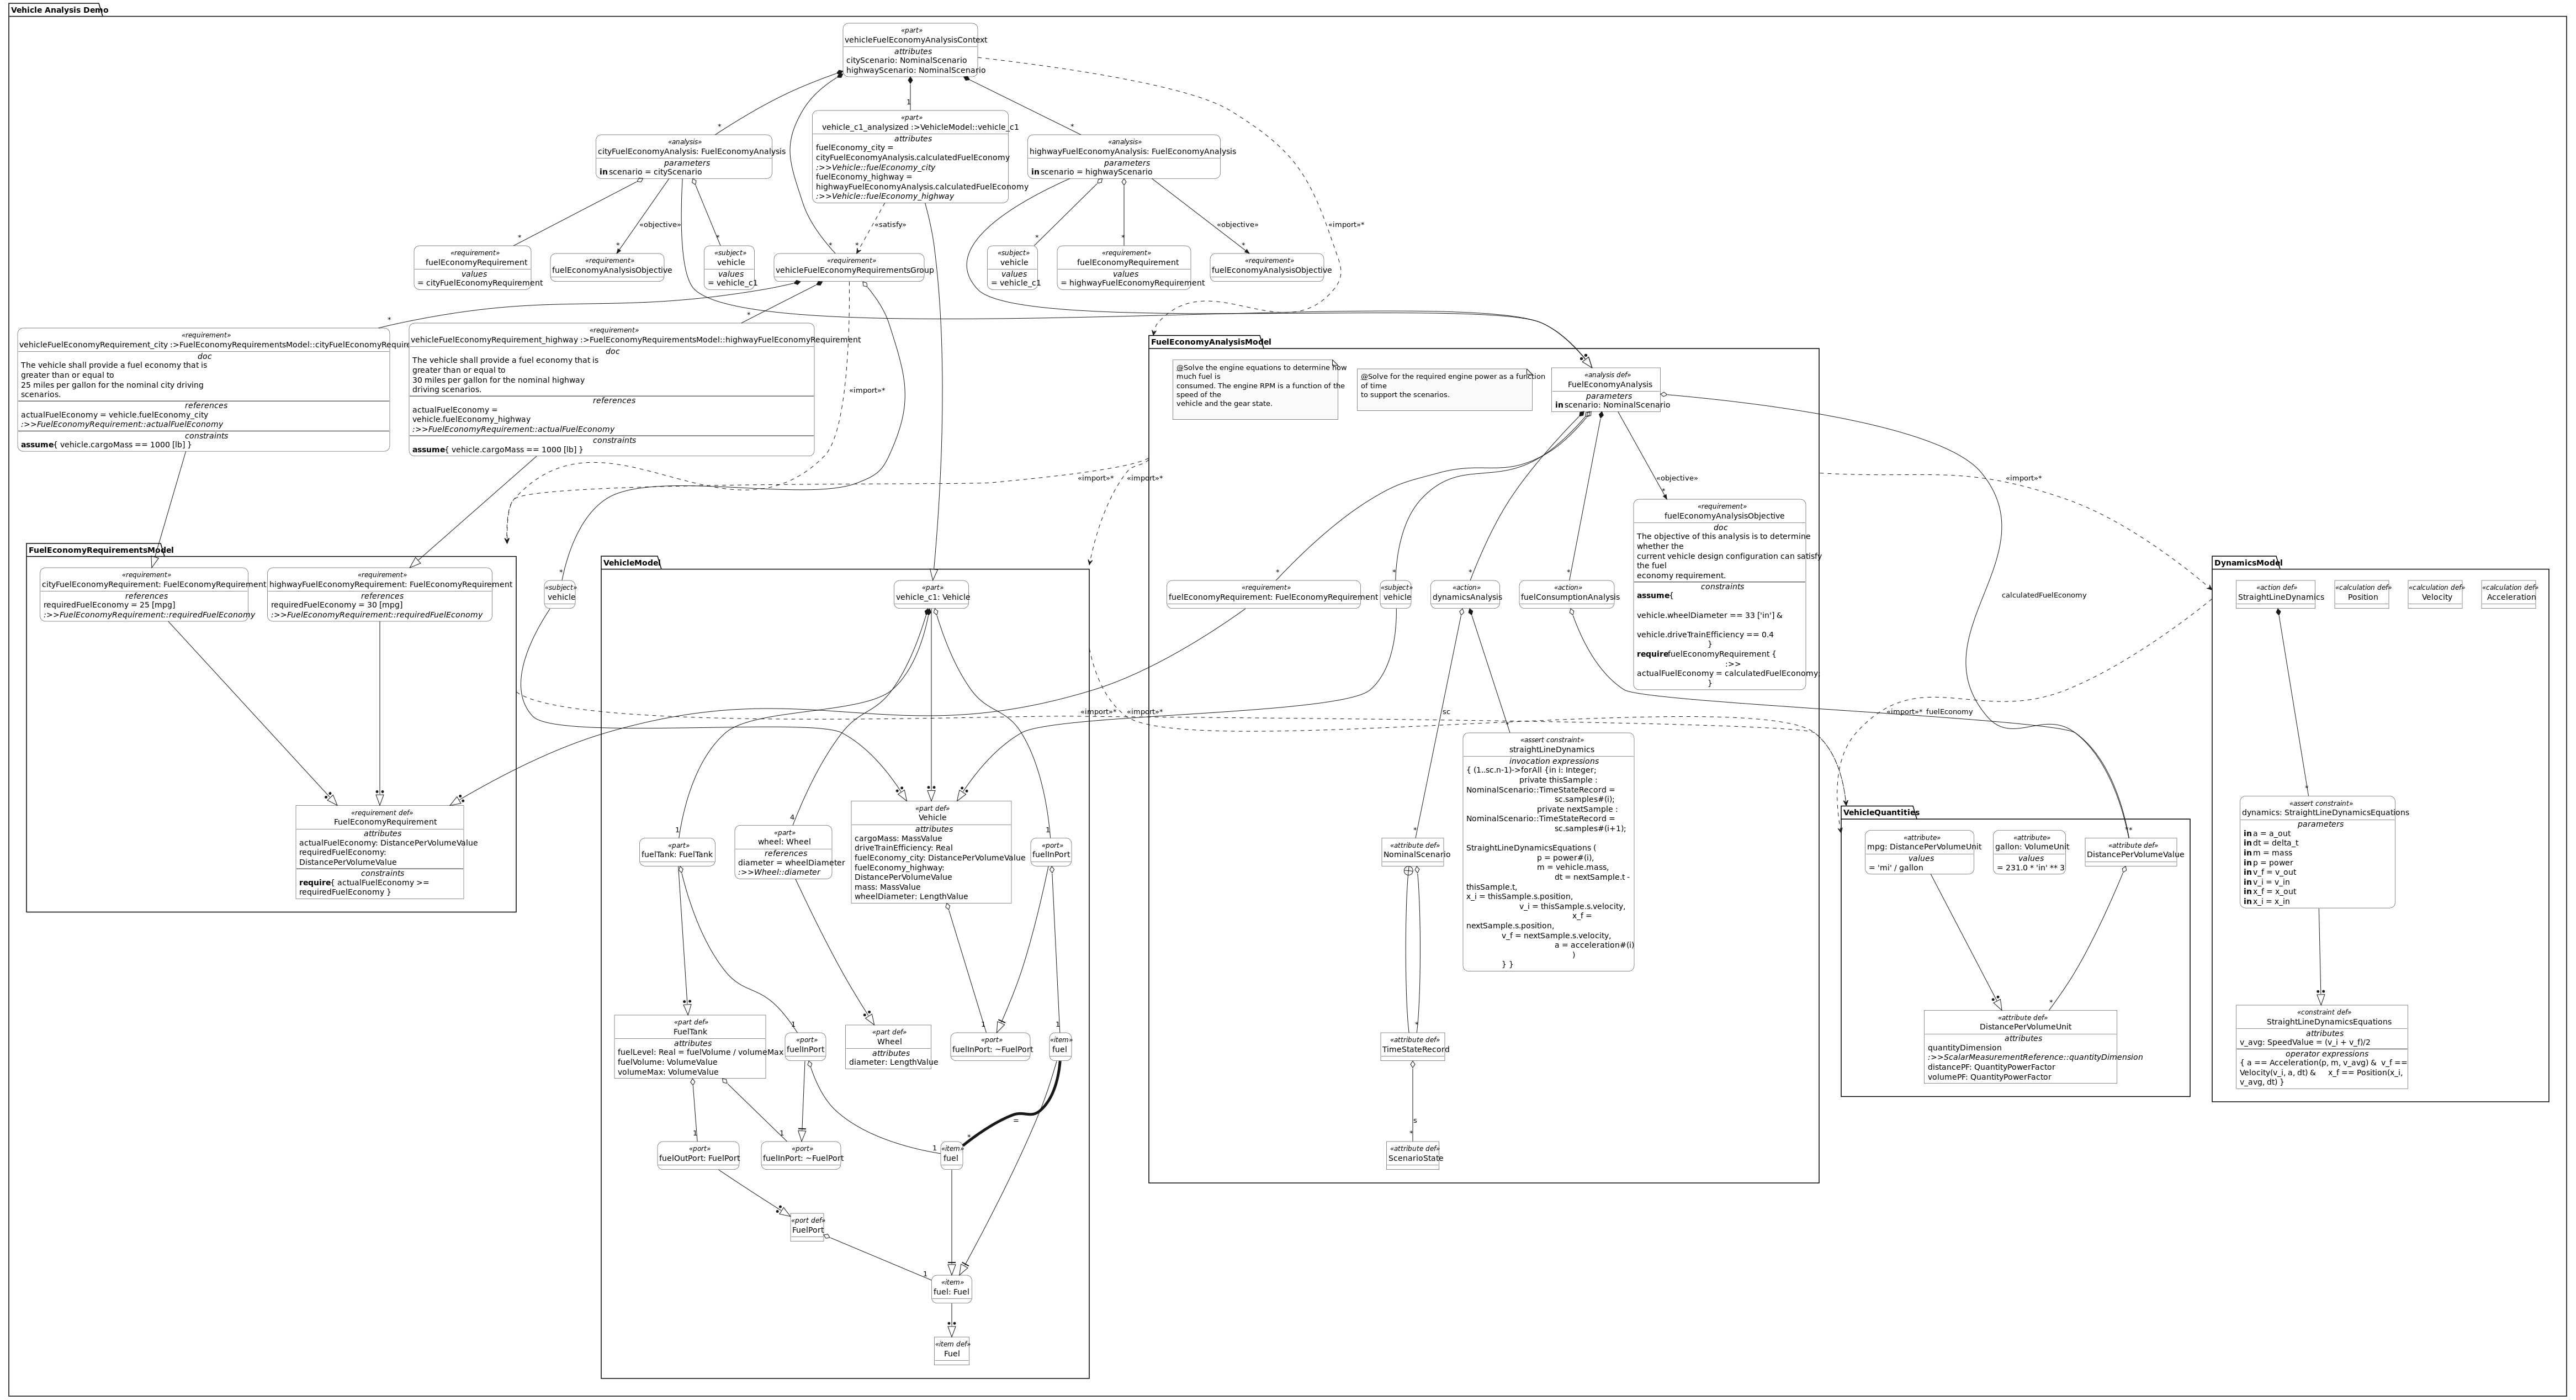 Vehicle Analysis Demo
«part»
vehicleFuelEconomyAnalysisContext
attributes
cityScenario: NominalScenario
highwayScenario: NominalScenario
*
1
*
«analysis»
cityFuelEconomyAnalysis: FuelEconomyAnalysis
parameters
in scenario = cityScenario
«part»
vehicle_c1_analysized :>VehicleModel::vehicle_c1
attributes
fuelEconomy_city =
cityFuelEconomyAnalysis.calculatedFuelEconomy
:>>Vehicle::fuelEconomy_city
fuelEconomy_highway =
highwayFuelEconomyAnalysis.calculatedFuelEconomy
:>>Vehicle::fuelEconomy_highway
«analysis»
highwayFuelEconomyAnalysis: FuelEconomyAnalysis
parameters
in scenario = highwayScenario
«objective»
«satisfy»
«objective»
«import»*
*
*
*
*
*
*
*
*
«requirement»
fuelEconomyRequirement
values
= cityFuelEconomyRequirement
«requirement»
fuelEconomyAnalysisObjective
«subject»
vehicle
values
= vehicle_c1
«requirement»
vehicleFuelEconomyRequirementsGroup
«subject»
vehicle
values
= vehicle_c1
«requirement»
fuelEconomyRequirement
values
= highwayFuelEconomyRequirement
«requirement»
fuelEconomyAnalysisObjective
*
*
«requirement»
vehicleFuelEconomyRequirement_city :>FuelEconomyRequirementsModel::cityFuelEconomyRequire
doc
The vehicle shall provide a fuel economy that is
greater than or equal to
25 miles per gallon for the nominal city driving
scenarios.
references
actualFuelEconomy = vehicle.fuelEconomy_city
:>>FuelEconomyRequirement::actualFuelEconomy
constraints
assume { vehicle.cargoMass == 1000 [lb] }
«requirement»
vehicleFuelEconomyRequirement_highway :>FuelEconomyRequirementsModel::highwayFuelEconomyRequirement
doc
The vehicle shall provide a fuel economy that is
greater than or equal to
30 miles per gallon for the nominal highway
driving scenarios.
references
actualFuelEconomy =
vehicle.fuelEconomy_highway
:>>FuelEconomyRequirement::actualFuelEconomy
constraints
assume { vehicle.cargoMass == 1000 [lb] }
«import»*
FuelEconomyAnalysisModel
@Solve the engine equations to determine how
much fuel is
consumed. The engine RPM is a function of the
speed of the
vehicle and the gear state.
@Solve for the required engine power as a function
of time
to support the scenarios.
«analysis def»
FuelEconomyAnalysis
parameters
in scenario: NominalScenario
«import»*
«import»*
«objective»
«import»*
*
«requirement»
fuelEconomyAnalysisObjective
doc
The objective of this analysis is to determine
whether the
current vehicle design configuration can satisfy
the fuel
economy requirement.
constraints
assume {
vehicle.wheelDiameter == 33 ['in'] &
vehicle.driveTrainEfficiency == 0.4
}
require fuelEconomyRequirement {
:>>
actualFuelEconomy = calculatedFuelEconomy;
}
*
*
*
*
«requirement»
fuelEconomyRequirement: FuelEconomyRequirement
«subject»
vehicle
«action»
dynamicsAnalysis
«action»
fuelConsumptionAnalysis
calculatedFuelEconomy
FuelEconomyRequirementsModel
«requirement»
cityFuelEconomyRequirement: FuelEconomyRequirement
references
requiredFuelEconomy = 25 [mpg]
:>>FuelEconomyRequirement::requiredFuelEconomy
«requirement»
highwayFuelEconomyRequirement: FuelEconomyRequirement
references
requiredFuelEconomy = 30 [mpg]
:>>FuelEconomyRequirement::requiredFuelEconomy
*
«subject»
vehicle
VehicleModel
«part»
vehicle_c1: Vehicle
DynamicsModel
«action def»
StraightLineDynamics
«calculation def»
Position
«calculation def»
Velocity
«calculation def»
Acceleration
«import»*
«import»*
sc
«import»*
fuelEconomy
*
«assert constraint»
straightLineDynamics
invocation expressions
{ (1..sc.n-1)->forAll {in i: Integer;
private thisSample :
NominalScenario::TimeStateRecord =
sc.samples#(i);
private nextSample :
NominalScenario::TimeStateRecord =
sc.samples#(i+1);
StraightLineDynamicsEquations (
p = power#(i),
m = vehicle.mass,
dt = nextSample.t -
thisSample.t,
x_i = thisSample.s.position,
v_i = thisSample.s.velocity,
x_f =
nextSample.s.position,
v_f = nextSample.s.velocity,
a = acceleration#(i)
)
} }
«requirement def»
FuelEconomyRequirement
attributes
actualFuelEconomy: DistancePerVolumeValue
requiredFuelEconomy:
DistancePerVolumeValue
constraints
require { actualFuelEconomy >=
requiredFuelEconomy }
1
4
1
«part»
fuelTank: FuelTank
«part»
wheel: Wheel
references
diameter = wheelDiameter
:>>Wheel::diameter
«part def»
Vehicle
attributes
cargoMass: MassValue
driveTrainEfficiency: Real
fuelEconomy_city: DistancePerVolumeValue
fuelEconomy_highway:
DistancePerVolumeValue
mass: MassValue
wheelDiameter: LengthValue
«part»
fuelInPort
*
«attribute def»
NominalScenario
VehicleQuantities
«attribute»
mpg: DistancePerVolumeUnit
values
= 'mi' / gallon
«attribute»
gallon: VolumeUnit
values
= 231.0 * 'in' ** 3
**
«attribute def»
DistancePerVolumeValue
*
«assert constraint»
dynamics: StraightLineDynamicsEquations
parameters
in a = a_out
in dt = delta_t
in m = mass
in p = power
in v_f = v_out
in v_i = v_in
in x_f = x_out
in x_i = x_in
«part def»
FuelTank
attributes
fuelLevel: Real = fuelVolume / volumeMax
fuelVolume: VolumeValue
volumeMax: VolumeValue
1
«port»
fuelInPort
«part def»
Wheel
attributes
diameter: LengthValue
1
«port»
fuelInPort: ~FuelPort
1
«item»
fuel
*
«attribute def»
TimeStateRecord
*
«attribute def»
DistancePerVolumeUnit
attributes
quantityDimension
:>>ScalarMeasurementReference::quantityDimension
distancePF: QuantityPowerFactor
volumePF: QuantityPowerFactor
«constraint def»
StraightLineDynamicsEquations
attributes
v_avg: SpeedValue = (v_i + v_f)/2
operator expressions
{ a == Acceleration(p, m, v_avg) & v_f ==
Velocity(v_i, a, dt) & x_f == Position(x_i,
v_avg, dt) }
=
s
1
«port»
fuelOutPort: FuelPort
1
«port»
fuelInPort: ~FuelPort
1
*
«item»
fuel
*
«attribute def»
ScenarioState
«port def»
FuelPort
1
«item»
fuel: Fuel
«item def»
Fuel